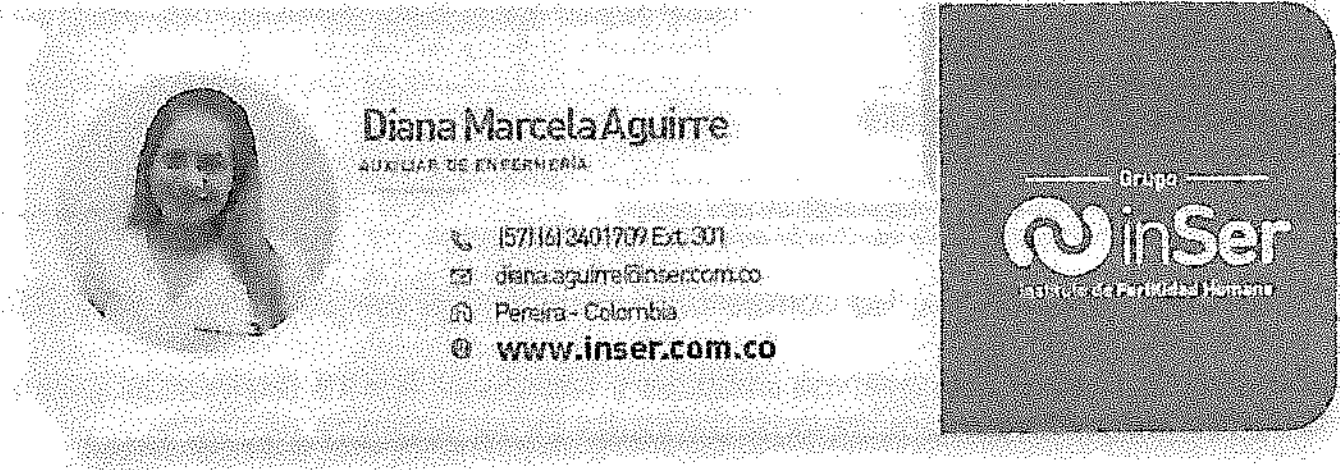 Diana Marcela Aguirre
AUXILIAR DE ENFERMERÍA
(57) (6) 3401709 Ext. 301
diana.aguirre@inser.com.co
Pereira - Colombia
www.inser.com.co
Grupo
inSer
Instituto de Fertilidad Humana